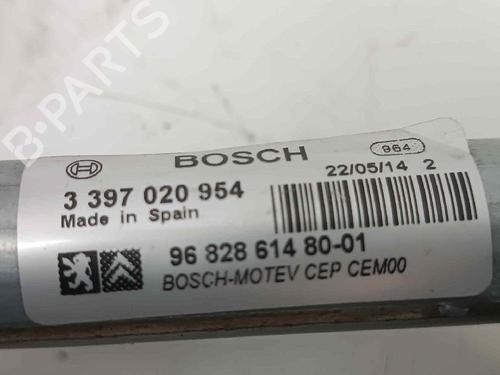 B-PARTS
BOSCH
964
3 397 020 954
22/05/14 2
Made in Spain
96 828 614 80-01
BOSCH-MOTEV CEP CEM00